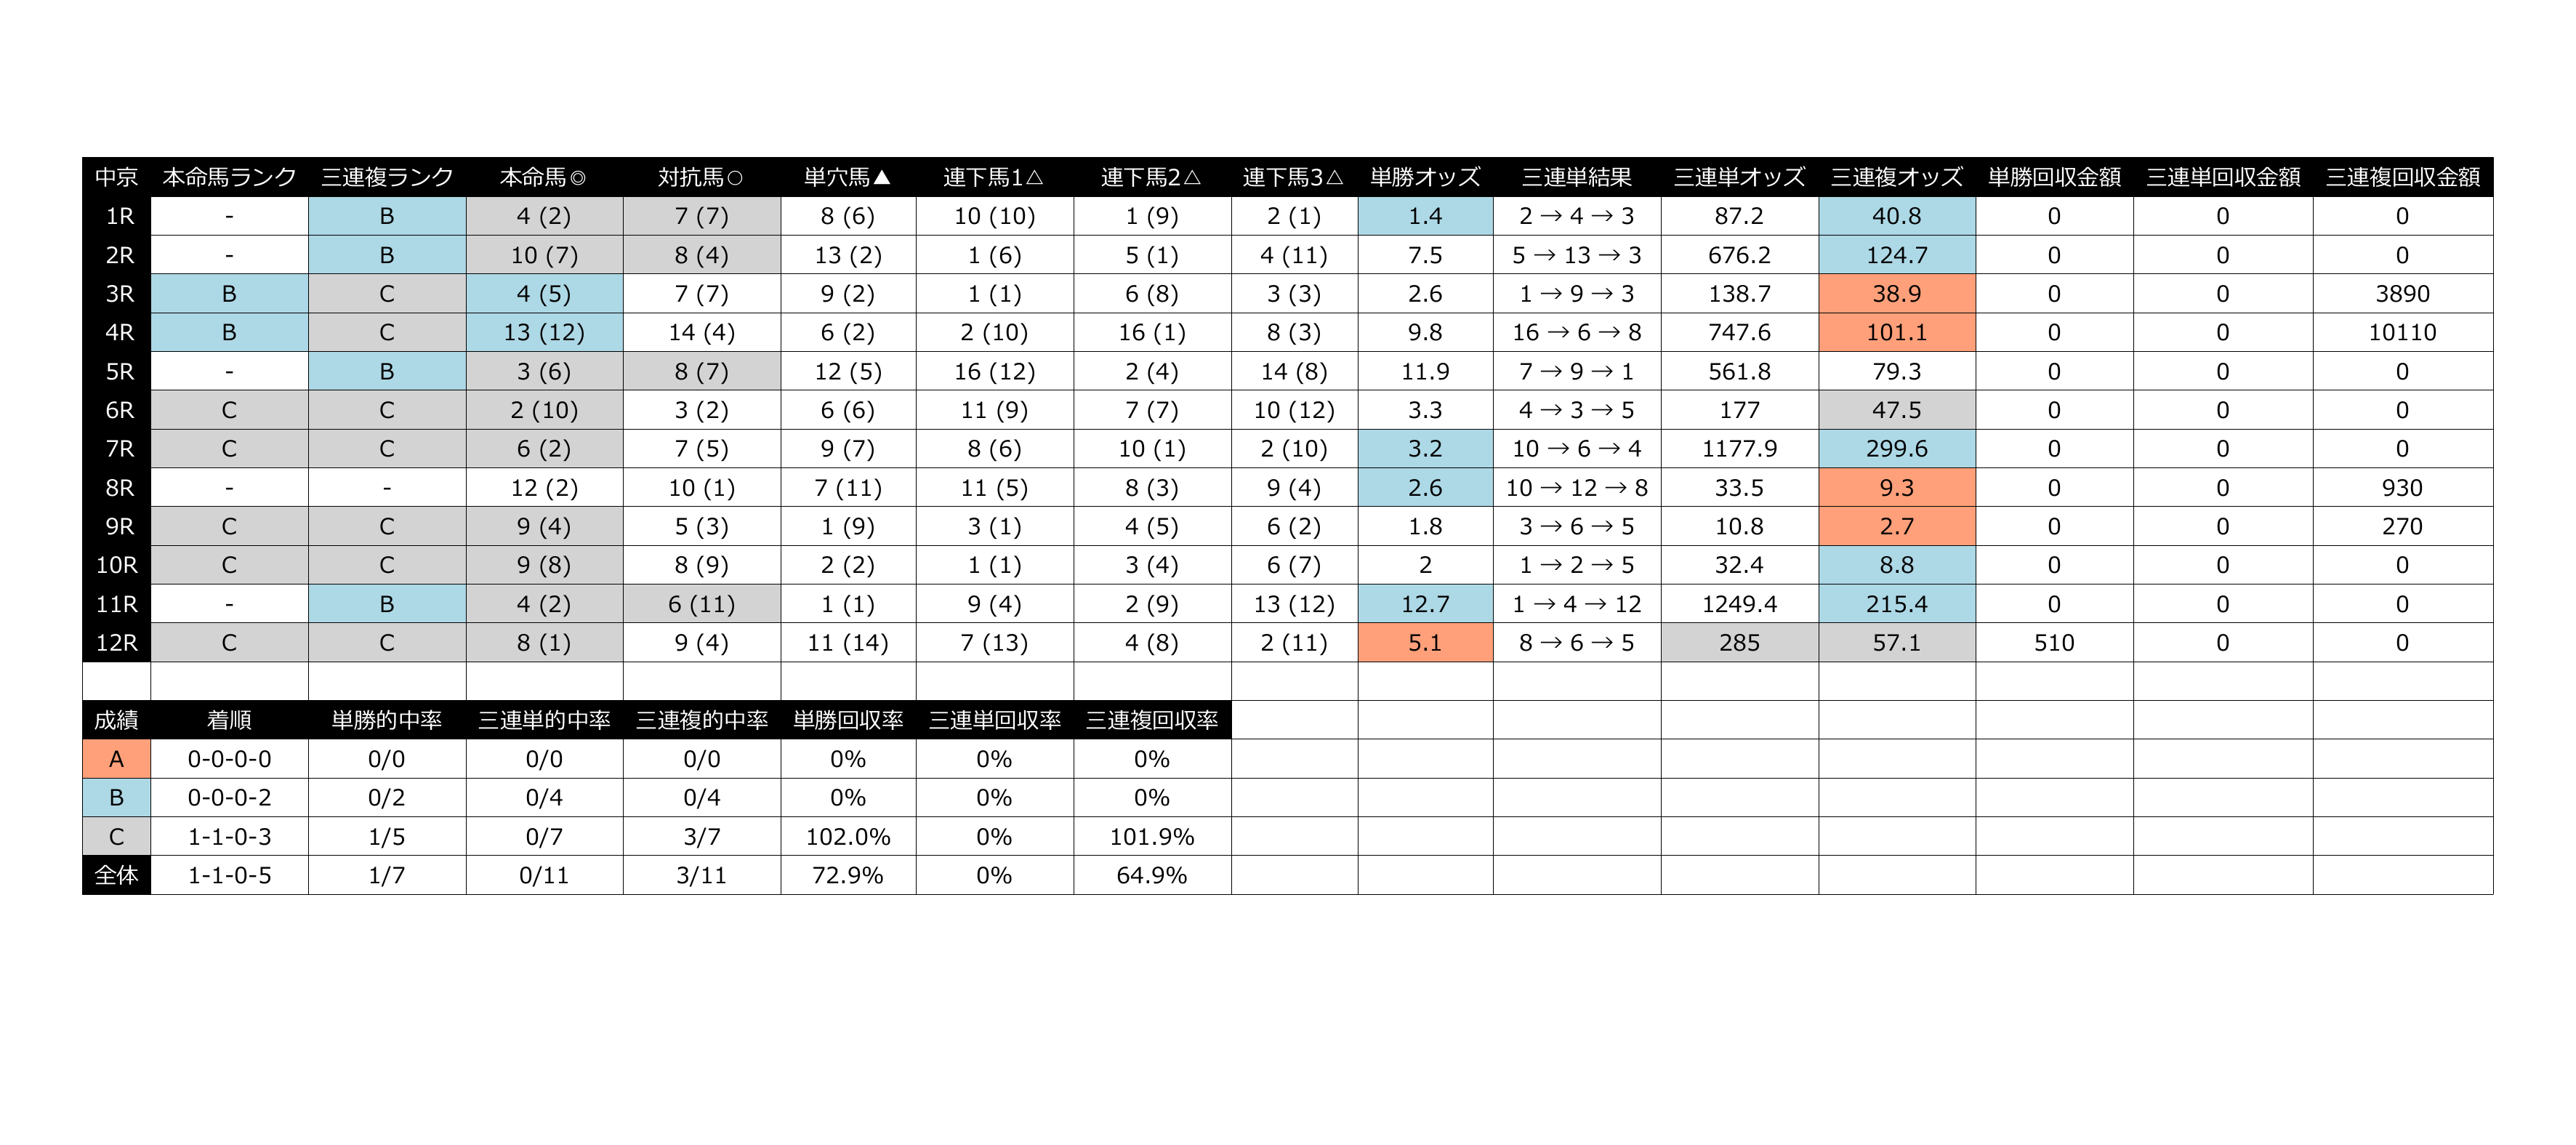 中京 本命馬ランク 三連複ランク 本命馬◎ 対抗馬○ 単穴馬▲ 連下馬1△ 連下馬2△ 連下馬3△ 単勝オッズ 三連単結果 三連単オッズ 三連複オッズ 単勝回収金額 三連単回収金額 三連複回収金額
1R - B 4 (2) 7 (7) 8 (6) 10 (10) 1 (9) 2 (1) 1.4 2 → 4 → 3 87.2 40.8 0 0 0
2R - B 10 (7) 8 (4) 13 (2) 1 (6) 5 (1) 4 (11) 7.5 5 → 13 → 3 676.2 124.7 0 0 0
3R B C 4 (5) 7 (7) 9 (2) 1 (1) 6 (8) 3 (3) 2.6 1 → 9 → 3 138.7 38.9 0 0 3890
4R B C 13 (12) 14 (4) 6 (2) 2 (10) 16 (1) 8 (3) 9.8 16 → 6 → 8 747.6 101.1 0 0 10110
5R - B 3 (6) 8 (7) 12 (5) 16 (12) 2 (4) 14 (8) 11.9 7 → 9 → 1 561.8 79.3 0 0 0
6R C C 2 (10) 3 (2) 6 (6) 11 (9) 7 (7) 10 (12) 3.3 4 → 3 → 5 177 47.5 0 0 0
7R C C 6 (2) 7 (5) 9 (7) 8 (6) 10 (1) 2 (10) 3.2 10 → 6 → 4 1177.9 299.6 0 0 0
8R - - 12 (2) 10 (1) 7 (11) 11 (5) 8 (3) 9 (4) 2.6 10 → 12 → 8 33.5 9.3 0 0 930
9R C C 9 (4) 5 (3) 1 (9) 3 (1) 4 (5) 6 (2) 1.8 3 → 6 → 5 10.8 2.7 0 0 270
10R C C 9 (8) 8 (9) 2 (2) 1 (1) 3 (4) 6 (7) 2 1 → 2 → 5 32.4 8.8 0 0 0
11R - B 4 (2) 6 (11) 1 (1) 9 (4) 2 (9) 13 (12) 12.7 1 → 4 → 12 1249.4 215.4 0 0 0
12R C C 8 (1) 9 (4) 11 (14) 7 (13) 4 (8) 2 (11) 5.1 8 → 6 → 5 285 57.1 510 0 0
成績 着順 単勝的中率 三連単的中率 三連複的中率 単勝回収率 三連単回収率 三連複回収率
A 0-0-0-0 0/0 0/0 0/0 0% 0% 0%
B 0-0-0-2 0/2 0/4 0/4 0% 0% 0%
C 1-1-0-3 1/5 0/7 3/7 102.0% 0% 101.9%
全体 1-1-0-5 1/7 0/11 3/11 72.9% 0% 64.9%